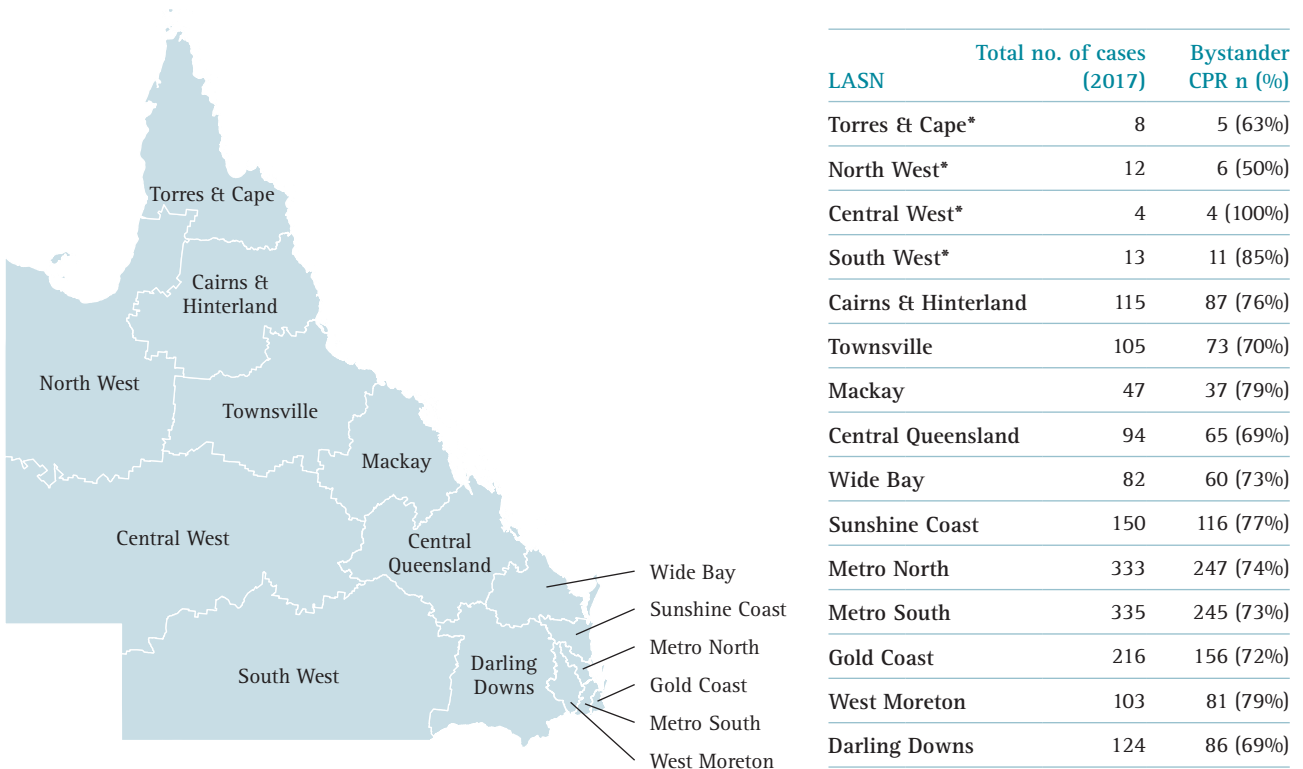 Torres & Cape
Cairns &
Hinterland
North West
Townsville
Mackay
Central West
Central
Queensland
Wide Bay
Sunshine Coast
Metro North
South West
Darling
Downs
Gold Coast
Metro South
West Moreton
LASN Total no. of cases (2017) Bystander CPR n (%)
Torres & Cape* 8 5 (63%)
North West* 12 6 (50%)
Central West* 4 4 (100%)
South West* 13 11 (85%)
Cairns & Hinterland 115 87 (76%)
Townsville 105 73 (70%)
Mackay 47 37 (79%)
Central Queensland 94 65 (69%)
Wide Bay 82 60 (73%)
Sunshine Coast 150 116 (77%)
Metro North 333 247 (74%)
Metro South 335 245 (73%)
Gold Coast 216 156 (72%)
West Moreton 103 81 (79%)
Darling Downs 124 86 (69%)